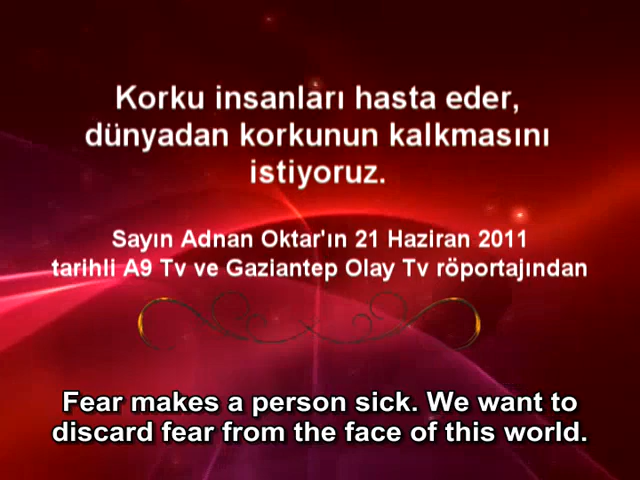 Korku insanları hasta eder,
dünyadan korkunun kalkmasını
istiyoruz.
Sayın Adnan Oktar'ın 21 Haziran 2011
tarihli A9 Tv ve Gaziantep Olay Tv röportajından
Fear makes a person sick. We want to
discard fear from the face of this world.